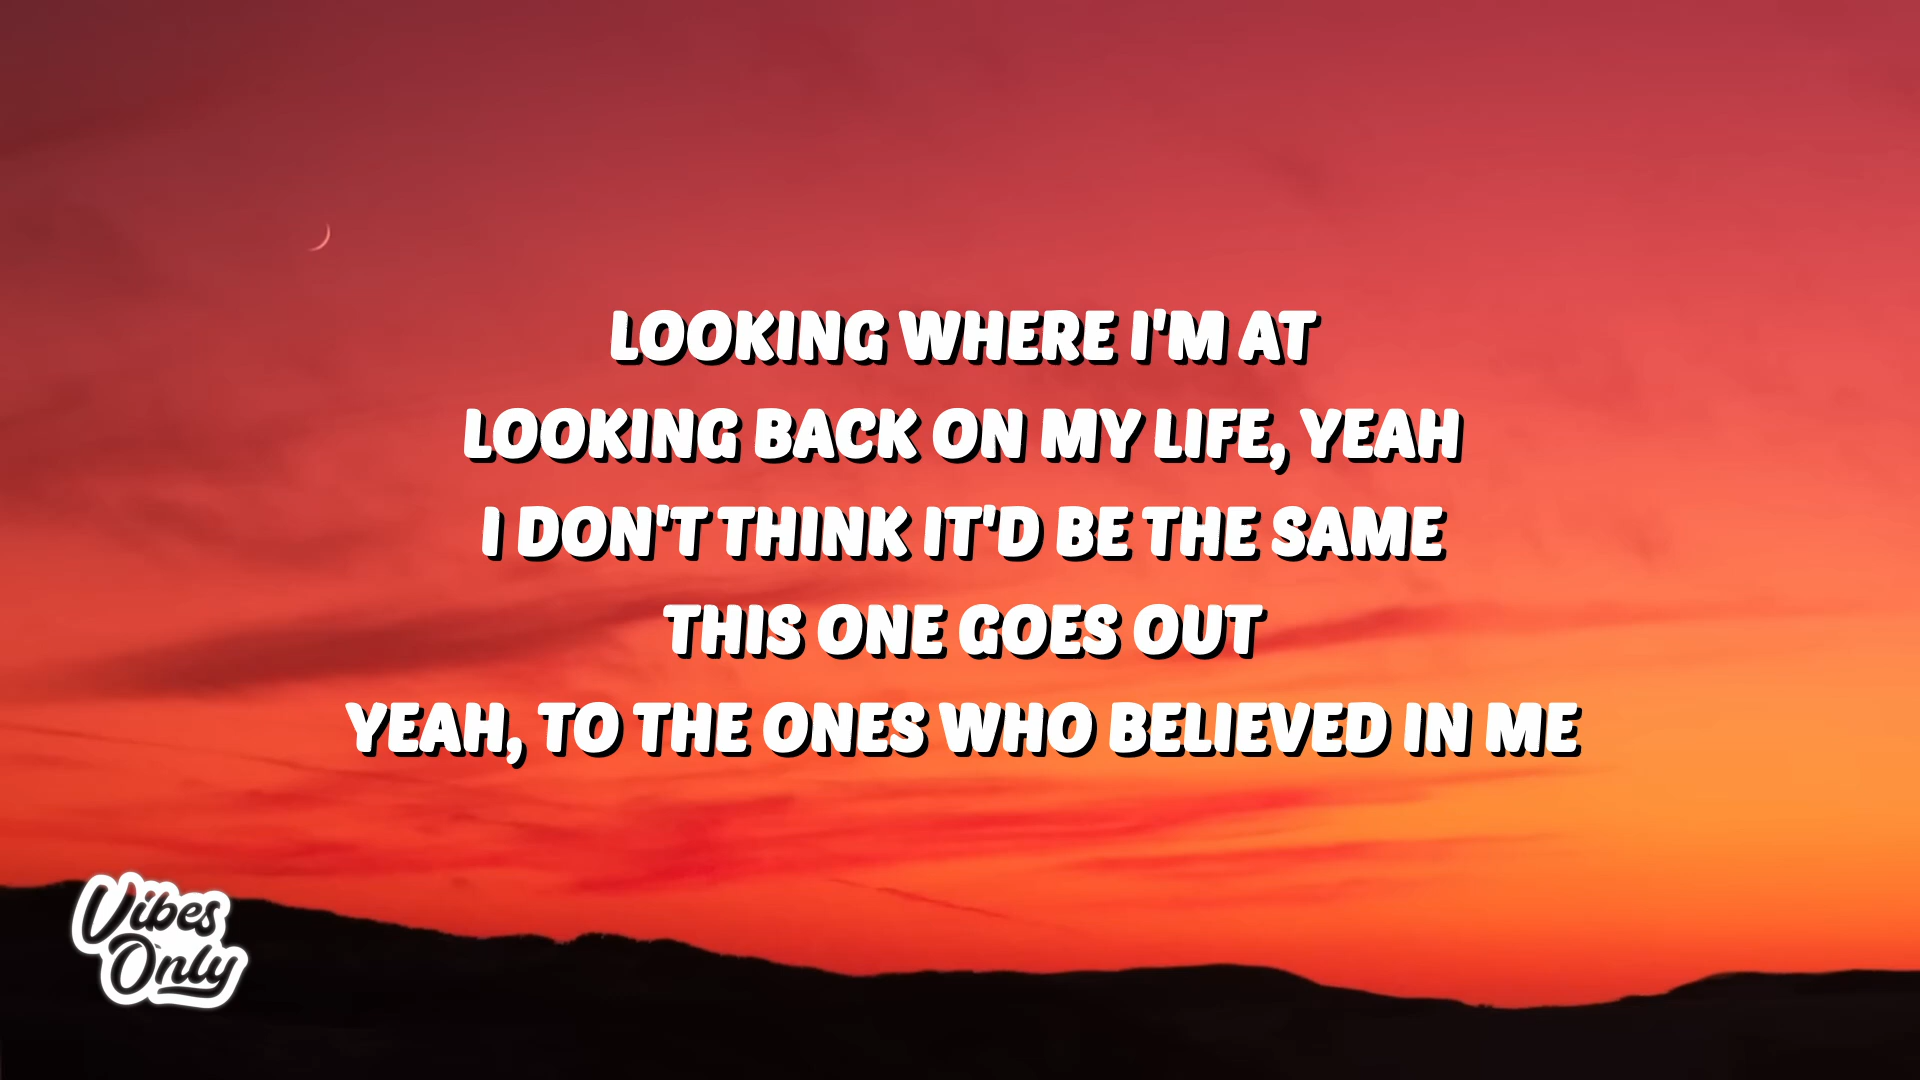 LOOKING WHERE I'M AT
LOOKING BACK ON MY LIFE, YEAH
I DON'T THINK IT'D BE THE SAME
THIS ONE GOES OUT
YEAH, TO THE ONES WHO BELIEVED IN ME
Vibes
Only